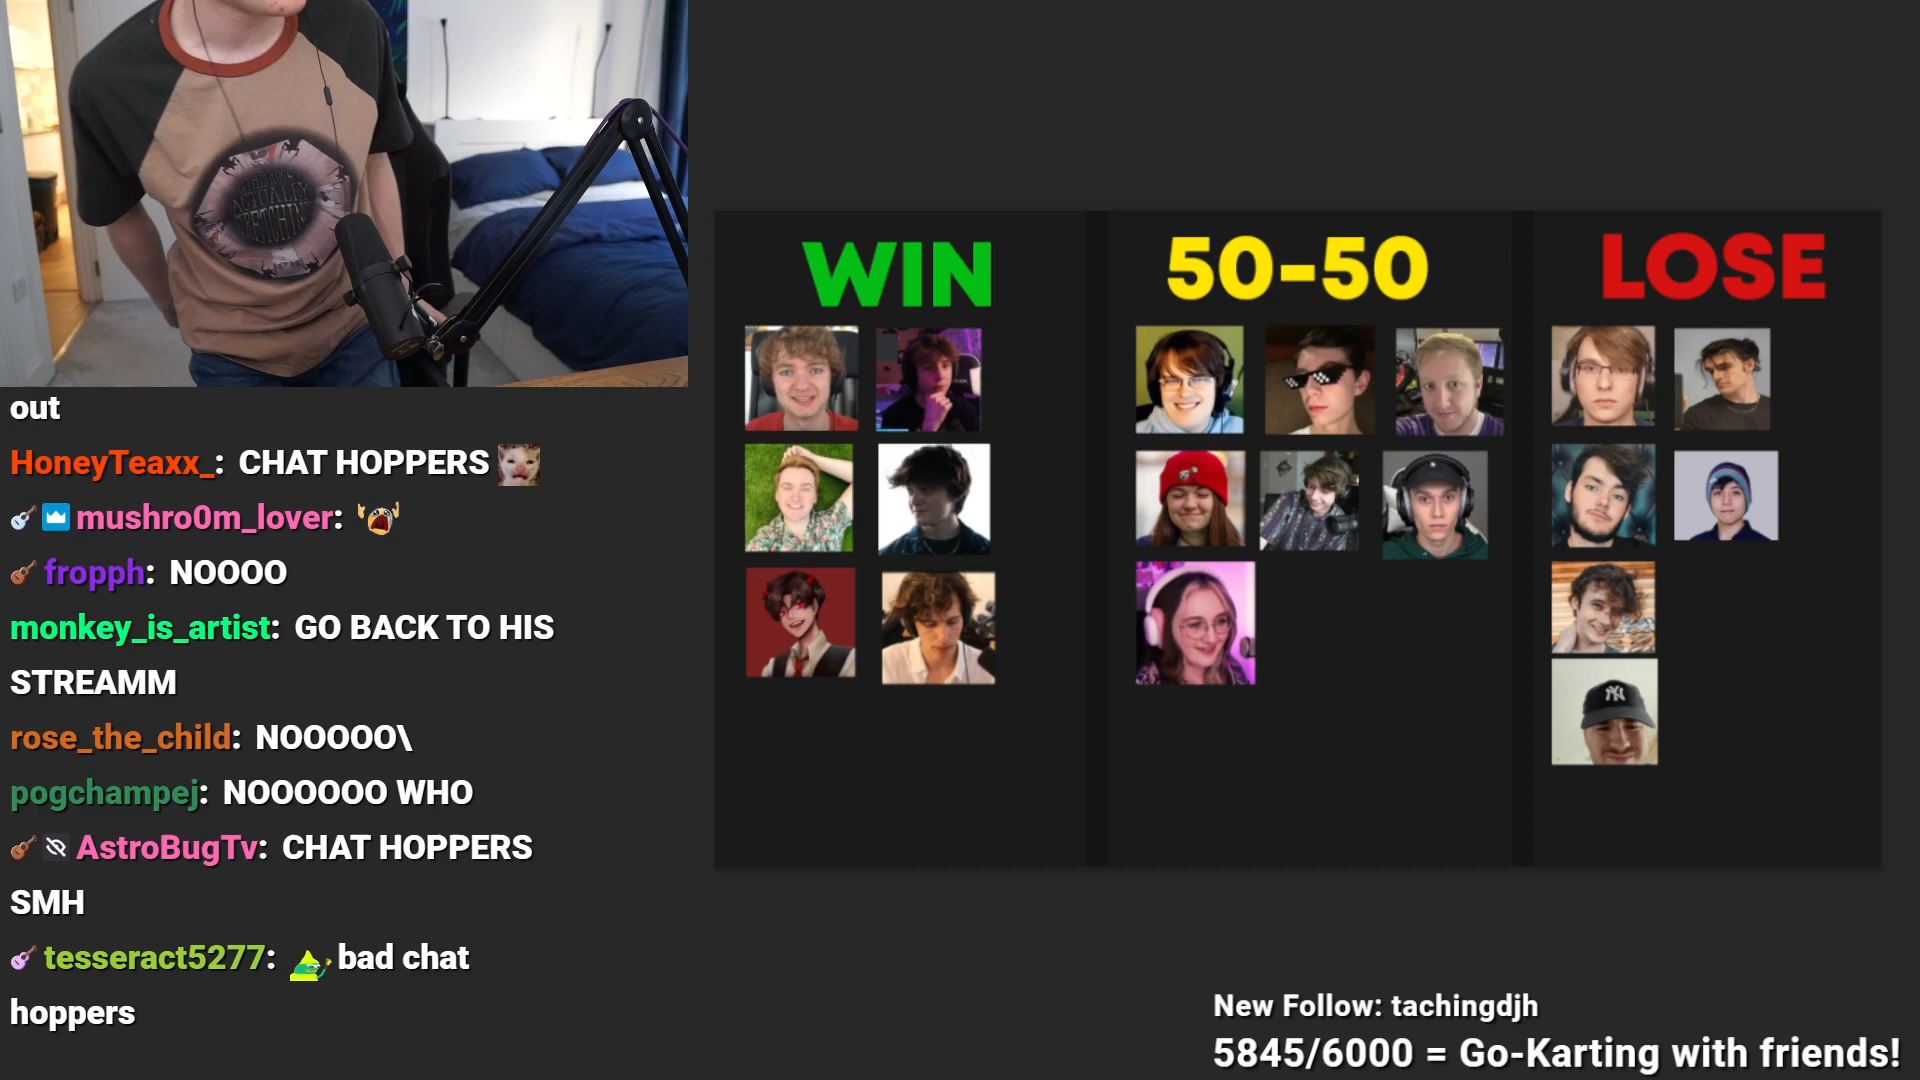 WIN
50-50
LOSE
out
HoneyTeaxx_: CHAT HOPPERS
mushro0m_lover:
fropph: NOOOO
monkey_is_artist: GO BACK TO HIS
STREAMM
rose_the_child: NOOOOO\
pogchampej: NOOOOOO WHO
AstroBugTv: CHAT HOPPERS
SMH
tesseract5277: bad chat
hoppers
New Follow: tachingdjh
5845/6000 = Go-Karting with friends!